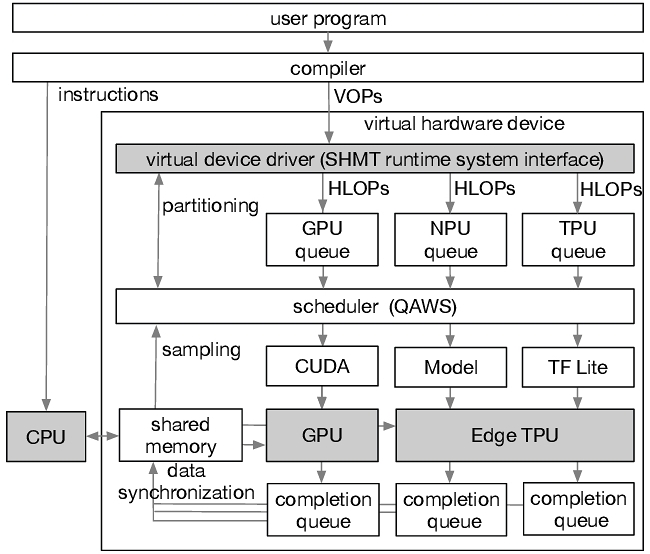 user program
compiler
instructions
VOPs
virtual hardware device
virtual device driver (SHMT runtime system interface)
HLOPs
HLOPs
HLOPs
partitioning
GPU
queue
NPU
queue
TPU
queue
scheduler (QAWS)
sampling
CUDA
Model
TF Lite
CPU
shared
memory
GPU
Edge TPU
data
synchronization
completion
queue
completion
queue
completion
queue